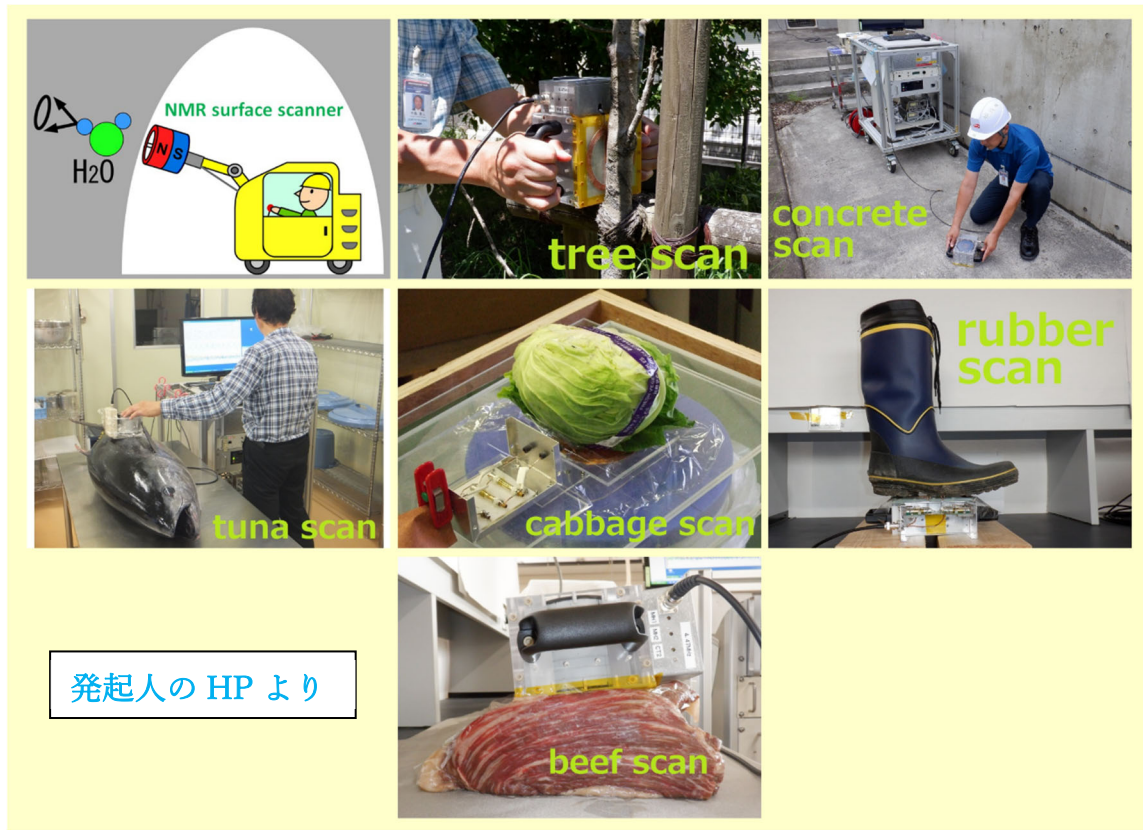 NMR surface scanner
N S
H2O
tree scan
concrete
scan
tuna scan
cabbage scan
rubber
scan
発起人の HP より
beef scan